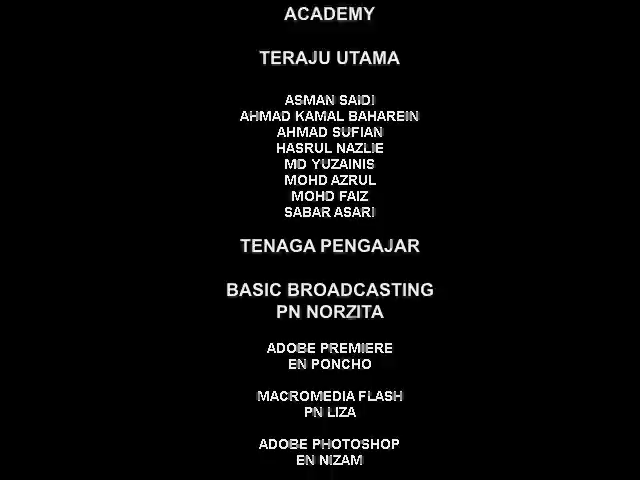 ACADEMY
TERAJU UTAMA
ASMAN SAIDI
AHMAD KAMAL BAHAREIN
AHMAD SUFIAN
HASRUL NAZLIE
MD YUZAINIS
MOHD AZRUL
MOHD FAIZ
SABAR ASARI
TENAGA PENGAJAR
BASIC BROADCASTING
PN NORZITA
ADOBE PREMIERE
EN PONCHO
MACROMEDIA FLASH
PN LIZA
ADOBE PHOTOSHOP
EN NIZAM